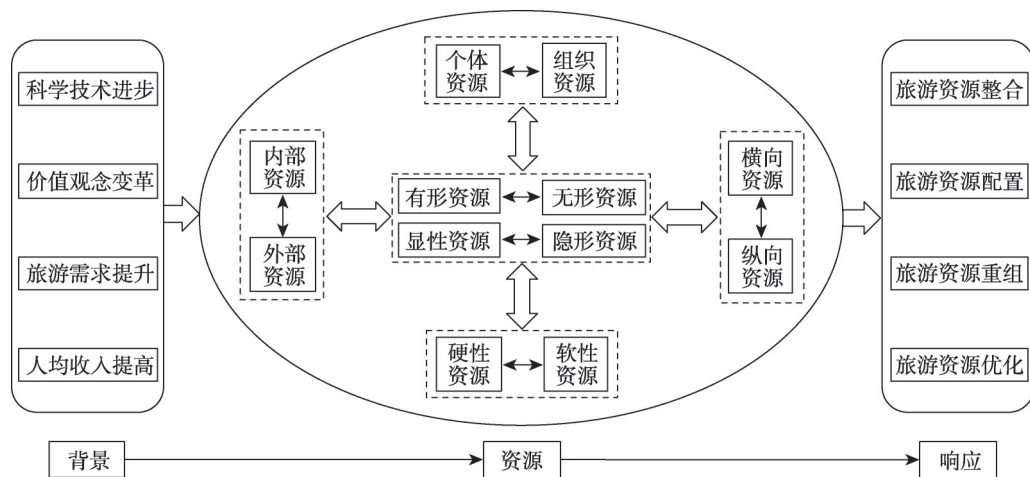 科学技术进步
价值观念变革
旅游需求提升
人均收入提高
个体
资源
组织
资源
内部
资源
外部
资源
有形资源
无形资源
显性资源
隐形资源
横向
资源
纵向
资源
硬性
资源
软性
资源
旅游资源整合
旅游资源配置
旅游资源重组
旅游资源优化
背景
资源
响应